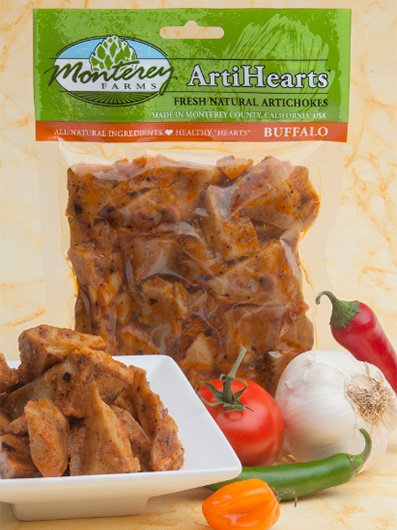 Monterey
FARMS
ArtiHearts
FRESH NATURAL ARTICHOKES
MADE IN MONTEREY COUNTY, CALIFORNIA, USA
ALL NATURAL INGREDIENTS ♥ HEALTHY "HEARTS"
BUFFALO